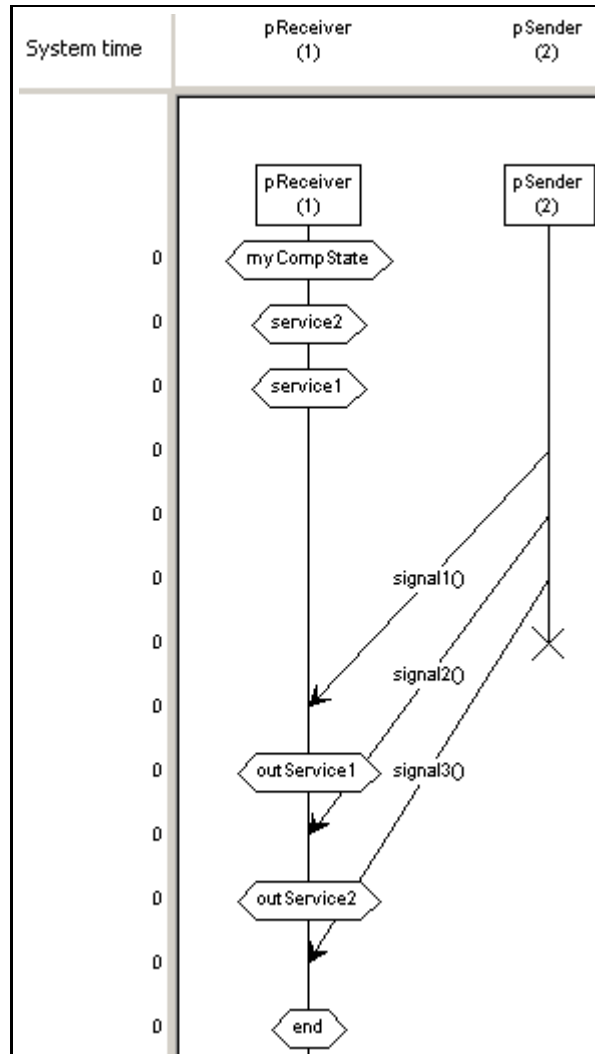 System time
pReceiver
(1)
pSender
(2)
pReceiver
(1)
pSender
(2)
0
myCompState
0
service2
0
service1
0
0
0
signal1()
0
signal2()
0
0
outService1
signal3()
0
0
outService2
0
0
end